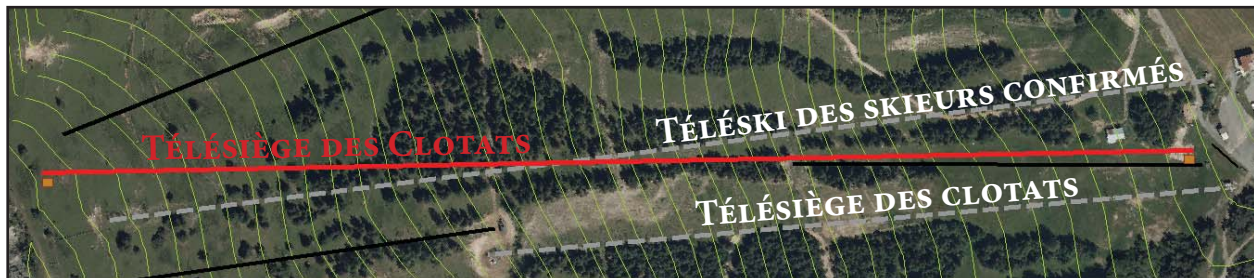 Télésiège des Clotats
Téléski des skieurs confirmés
Télésiège des clotats